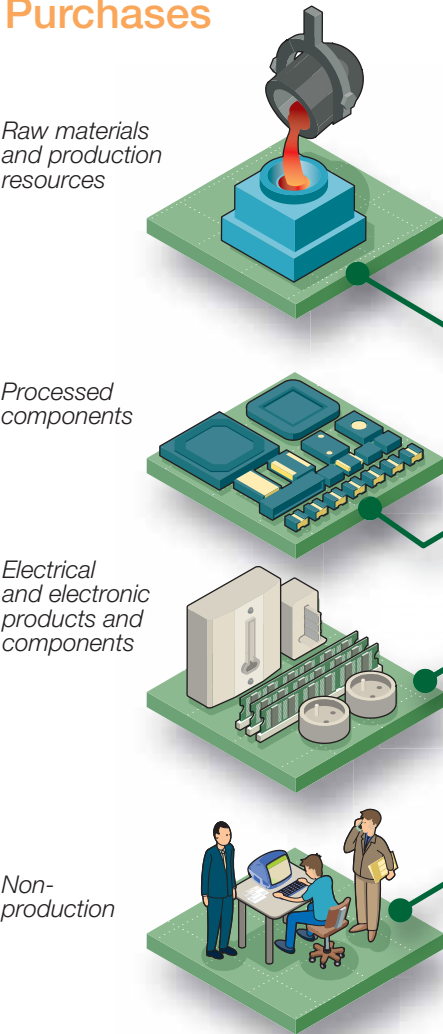 Purchases
Raw materials
and production
resources
Processed
components
Electrical
and electronic
products and
components
Non-
production